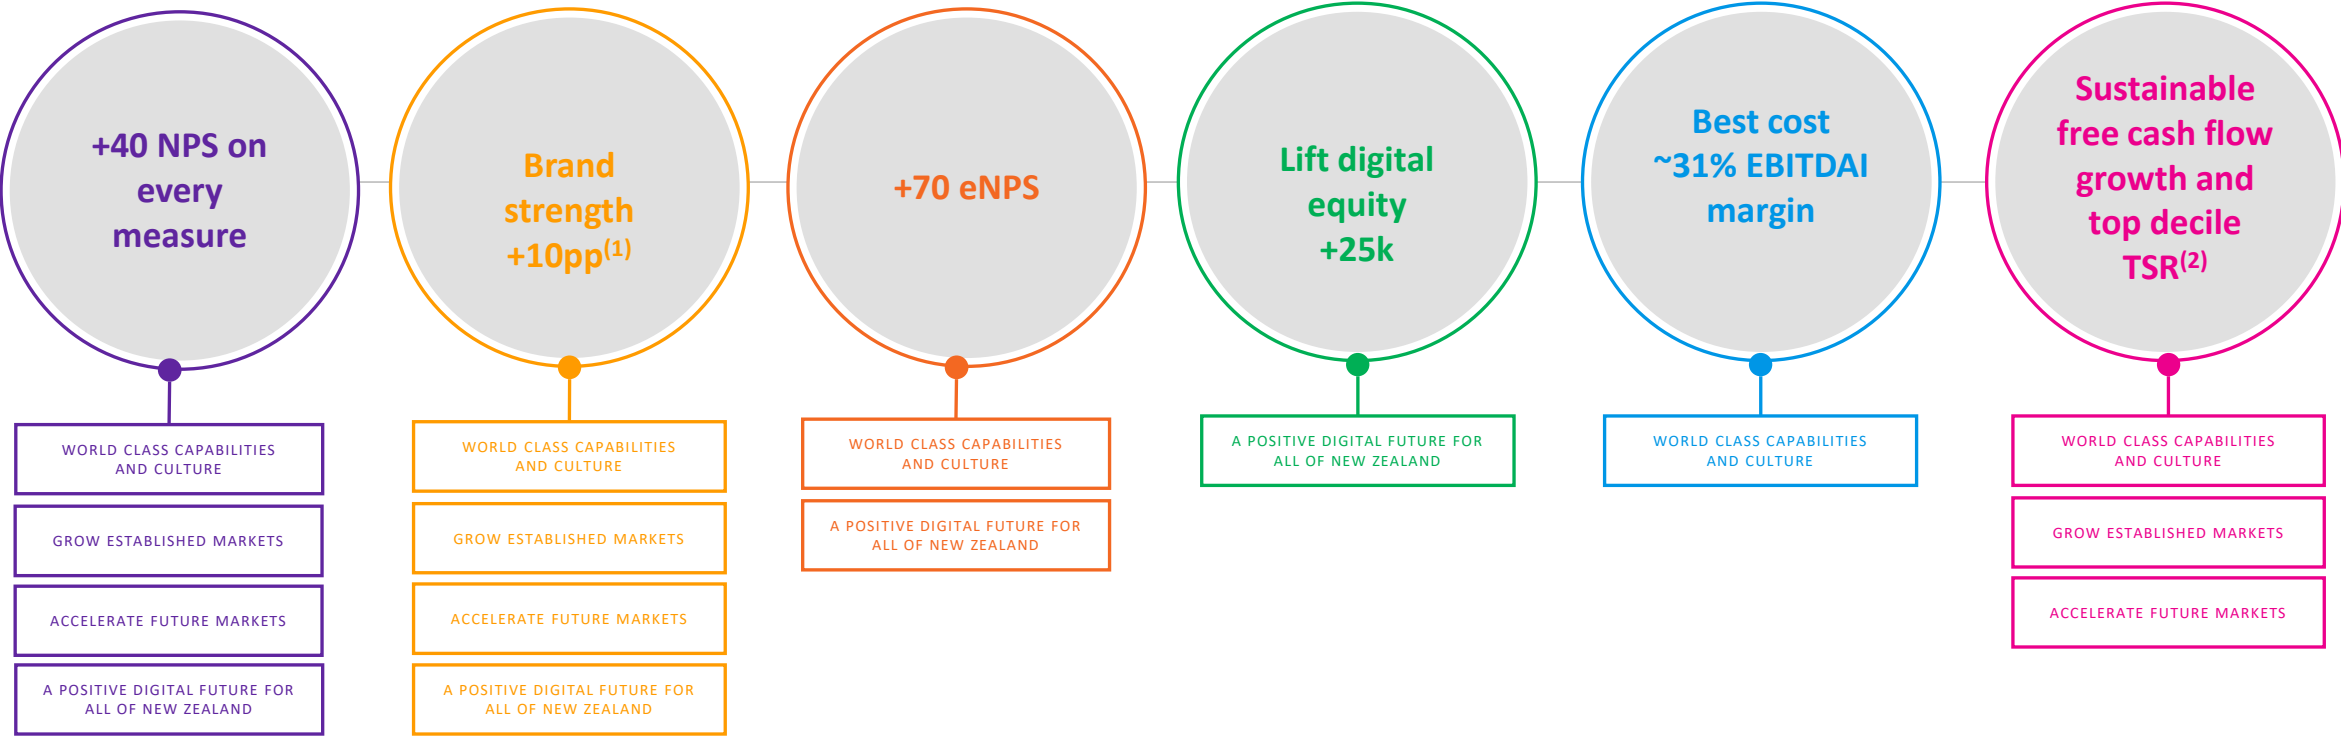 +40 NPS on
every
measure
WORLD CLASS CAPABILITIES
AND CULTURE
GROW ESTABLISHED MARKETS
ACCELERATE FUTURE MARKETS
A POSITIVE DIGITAL FUTURE FOR
ALL OF NEW ZEALAND
Brand
strength
+10pp(1)
WORLD CLASS CAPABILITIES
AND CULTURE
GROW ESTABLISHED MARKETS
ACCELERATE FUTURE MARKETS
A POSITIVE DIGITAL FUTURE FOR
ALL OF NEW ZEALAND
+70 eNPS
WORLD CLASS CAPABILITIES
AND CULTURE
A POSITIVE DIGITAL FUTURE FOR
ALL OF NEW ZEALAND
Lift digital
equity
+25k
A POSITIVE DIGITAL FUTURE FOR
ALL OF NEW ZEALAND
Best cost
~31% EBITDAI
margin
WORLD CLASS CAPABILITIES
AND CULTURE
Sustainable
free cash flow
growth and
top decile
TSR(2)
WORLD CLASS CAPABILITIES
AND CULTURE
GROW ESTABLISHED MARKETS
ACCELERATE FUTURE MARKETS